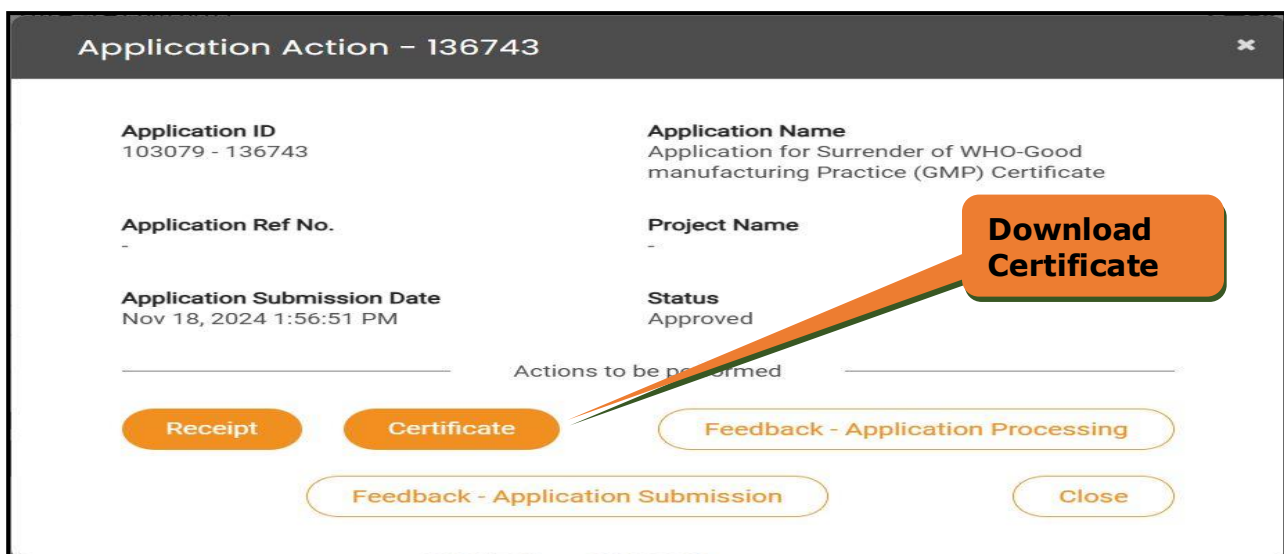 Application Action - 136743
Application ID
103079 - 136743
Application Name
Application for Surrender of WHO-Good
manufacturing Practice (GMP) Certificate
Application Ref No.
-
Project Name
-
Download
Certificate
Application Submission Date
Nov 18, 2024 1:56:51 PM
Status
Approved
Actions to be performed
Receipt
Certificate
Feedback - Application Processing
Feedback - Application Submission
Close